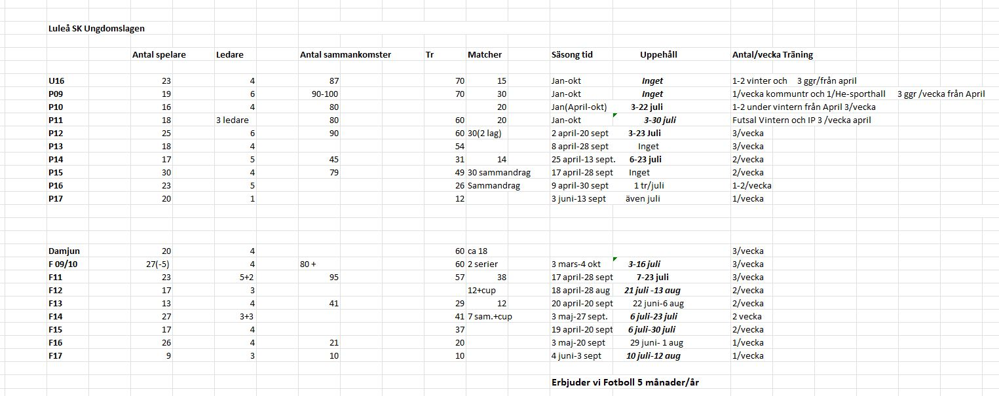 Luleå SK Ungdomslagen
Antal spelare Ledare Antal sammankomster Tr Matcher Säsong tid Uppehåll Antal/vecka Träning
U16 23 4 87 70 15 Jan-okt Inget 1-2 vinter och 3 ggr/från april
P09 19 6 90-100 70 30 Jan-okt Inget 1/vecka kommuntr och 1/He-sporthall 3 ggr /vecka från April
P10 16 4 80 20 Jan(April-okt) 3-22 juli 1-2 under vintern från April 3/vecka
P11 18 3 ledare 80 60 20 Jan-okt 3-30 juli Futsal Vintern och IP 3 /vecka april
P12 25 6 90 60 30(2 lag) 2 april-20 sept 3-23 Juli 3/vecka
P13 18 4 54 8 april-28 sept Inget 3/vecka
P14 17 5 45 31 14 25 april-13 sept. 6-23 juli 2/vecka
P15 30 4 79 49 30 sammandrag 17 april-28 sept Inget 2/vecka
P16 23 5 26 Sammandrag 9 april-30 sept 1 tr/juli 1-2/vecka
P17 20 1 12 3 juni-13 sept även juli 1/vecka
Damjun 20 4 60 ca 18 3/vecka
F 09/10 27(-5) 4 80 + 60 2 serier 3 mars-4 okt 3-16 juli 3/vecka
F11 23 5+2 95 57 38 17 april-28 sept 7-23 juli 3/vecka
F12 17 3 12+cup 18 april-28 aug 21 juli -13 aug 2/vecka
F13 13 4 41 29 12 20 april-20 sept 22 juni-6 aug 2/vecka
F14 27 3+3 41 7 sam.+cup 3 maj-27 sept. 6 juli-23 juli 2 vecka
F15 17 4 37 19 april-20 sept 6 juli-30 juli 2/vecka
F16 26 4 21 20 3 maj-20 sept 29 juni- 1 aug 1/vecka
F17 9 3 10 10 4 juni-3 sept 10 juli-12 aug 1/vecka
Erbjuder vi Fotboll 5 månader/år